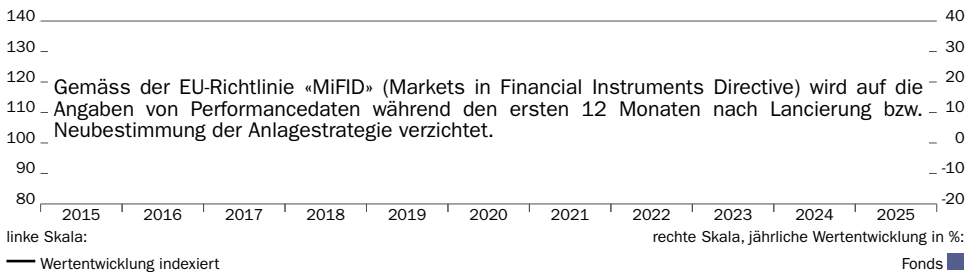 140 40
130 30
120 20
Gemäss der EU-Richtlinie «MiFID» (Markets in Financial Instruments Directive) wird auf die
110 10
Angaben von Performancedaten während den ersten 12 Monaten nach Lancierung bzw.
Neubestimmung der Anlagestrategie verzichtet.
100 0
90 -10
80 -20
2015 2016 2017 2018 2019 2020 2021 2022 2023 2024 2025
linke Skala: rechte Skala, jährliche Wertentwicklung in %:
Wertentwicklung indexiert Fonds